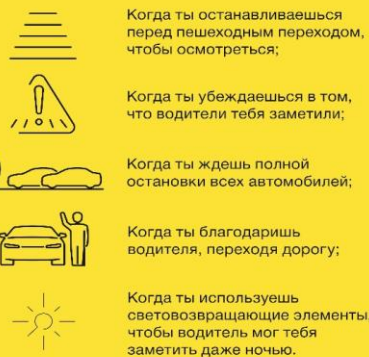 Когда ты останавливаешься
перед пешеходным переходом,
чтобы осмотреться;
Когда ты убеждаешься в том,
что водители тебя заметили;
Когда ты ждешь полной
остановки всех автомобилей;
Когда ты благодаришь
водителя, переходя дорогу;
Когда ты используешь
световозвращающие элементы,
чтобы водитель мог тебя
заметить даже ночью.